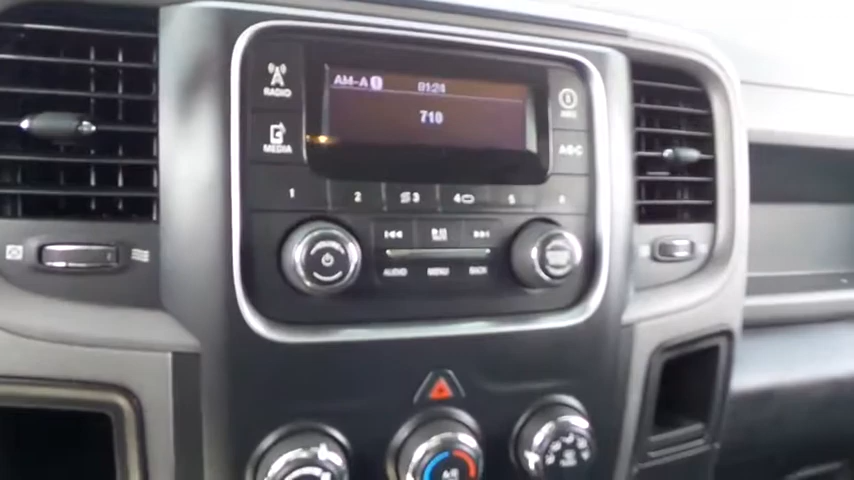 RADIO
AM-A 01:24
710
INFO
MEDIA
A-B-C
1 2 3 4 5 6
AUDIO MENU BACK
A/C